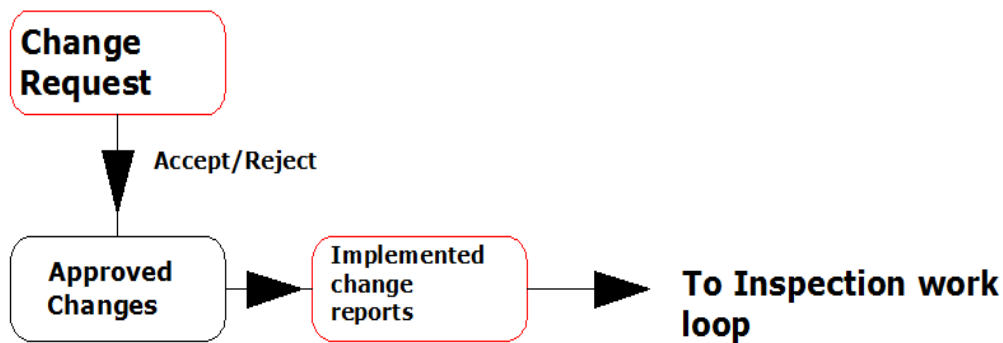 Change
Request
Accept/Reject
Approved
Changes
Implemented
change
reports
To Inspection work
loop